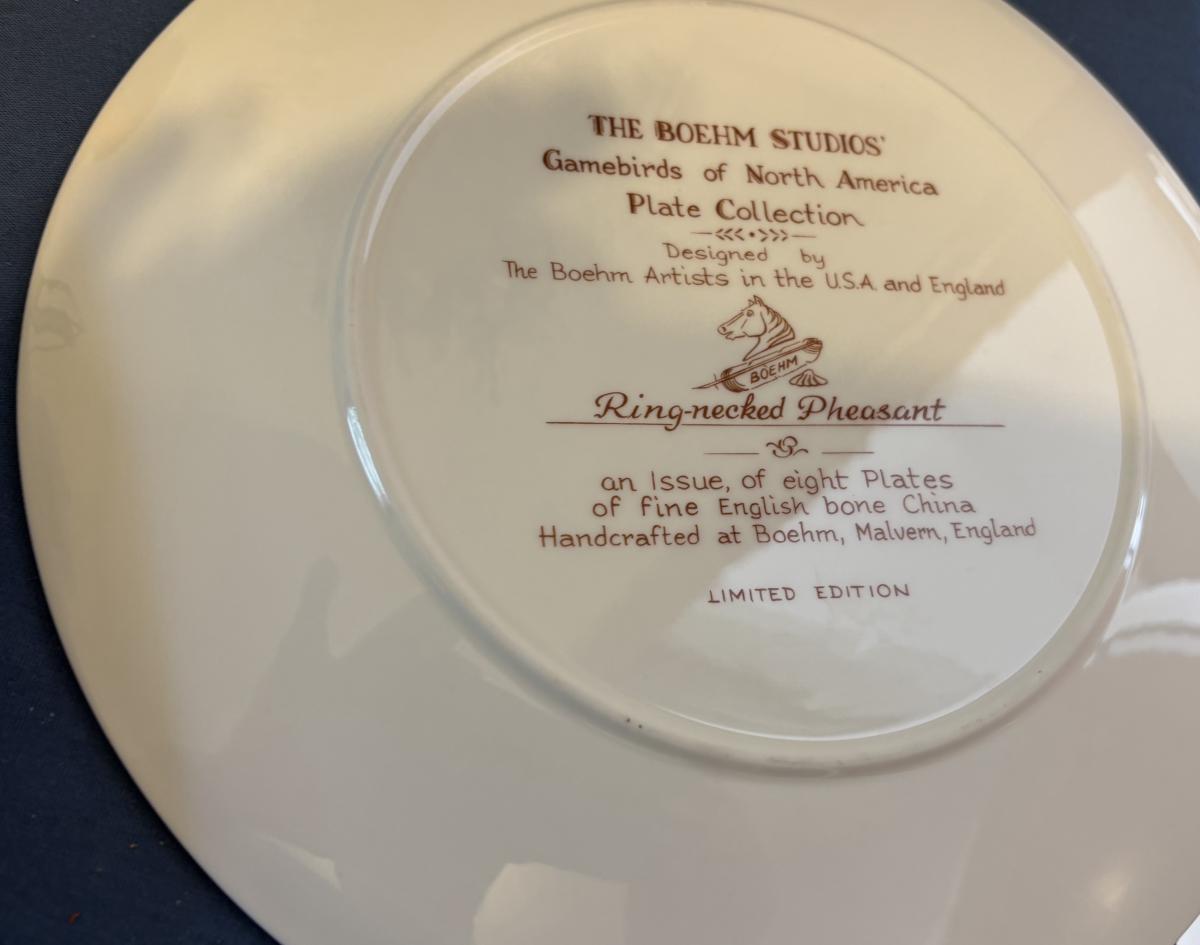 THE BOEHM STUDIOS'
Gamebirds of North America
Plate Collection
Designed by
The Boehm Artists in the U.S.A. and England
BOEHM
Ring-necked Pheasant
an Issue, of eight Plates
of fine English bone China
Handcrafted at Boehm, Malvern, England
LIMITED EDITION